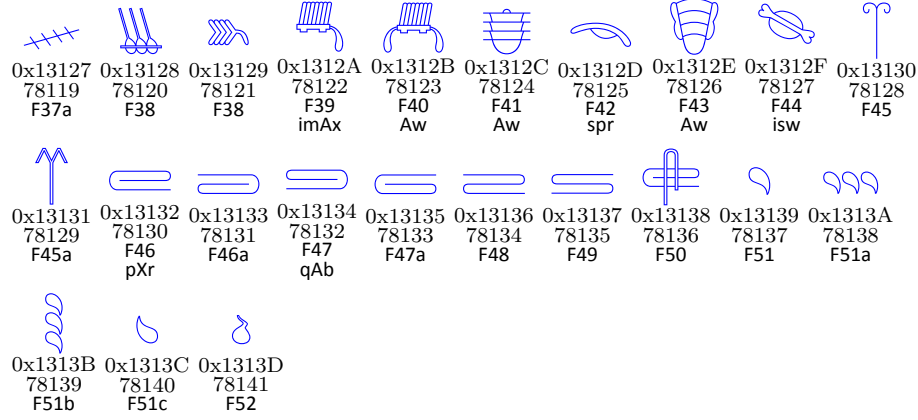 0x13127 0x13128 0x13129 0x1312A 0x1312B 0x1312C 0x1312D 0x1312E 0x1312F 0x13130
78119 78120 78121 78122 78123 78124 78125 78126 78127 78128
F37a F38 F38 F39 F40 F41 F42 F43 F44 F45
imAx Aw Aw spr Aw isw
0x13131 0x13132 0x13133 0x13134 0x13135 0x13136 0x13137 0x13138 0x13139 0x1313A
78129 78130 78131 78132 78133 78134 78135 78136 78137 78138
F45a F46 F46a F47 F47a F48 F49 F50 F51 F51a
pXr qAb
0x1313B 0x1313C 0x1313D
78139 78140 78141
F51b F51c F52